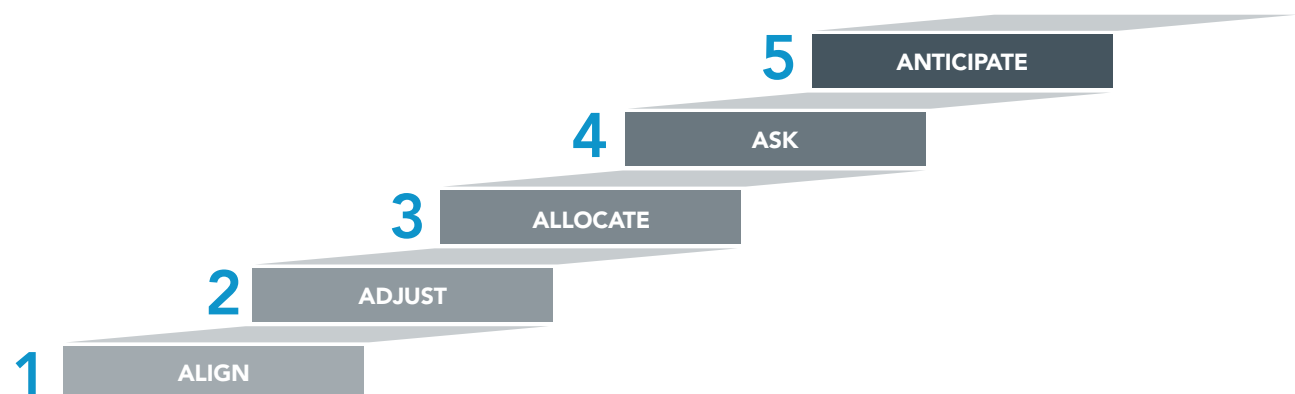 5 ANTICIPATE
4 ASK
3 ALLOCATE
2 ADJUST
1 ALIGN